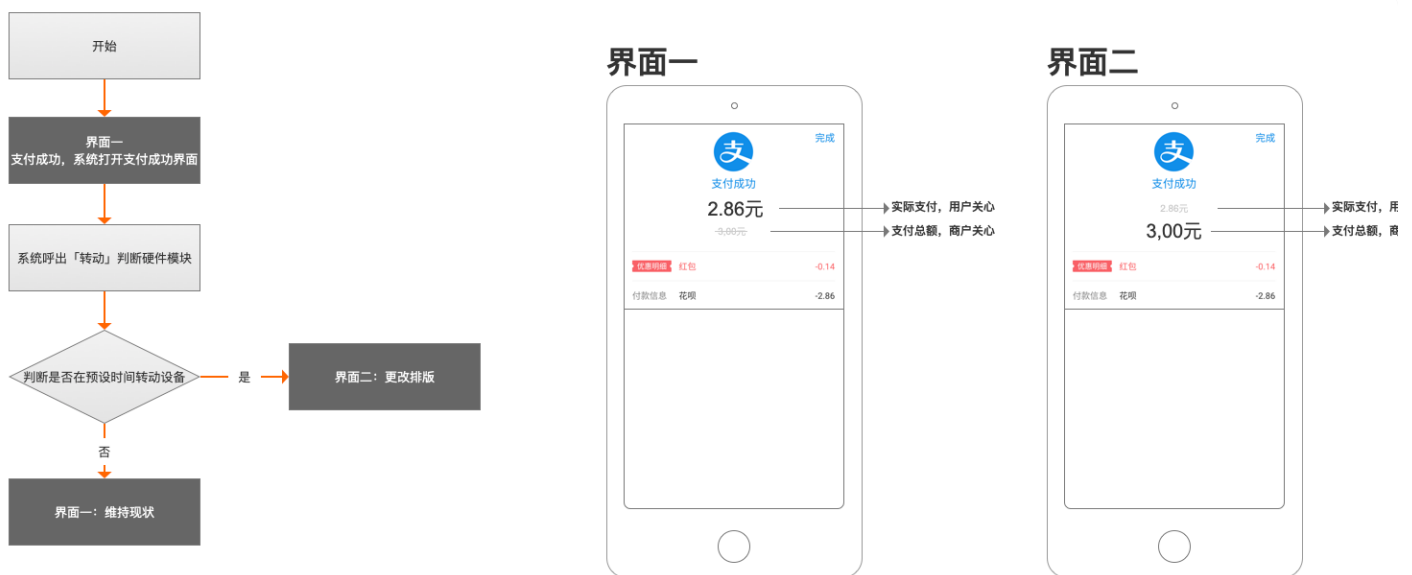 开始
界面一
支付成功，系统打开支付成功界面
系统呼出「转动」判断硬件模块
判断是否在预设时间转动设备
是
界面二：更改排版
否
界面一：维持现状
界面一
完成
支
支付成功
2.86元
3,00元
实际支付，用户关心
支付总额，商户关心
优惠明细
红包
-0.14
付款信息
花呗
-2.86
界面二
完成
支
支付成功
2.86元
3,00元
实际支付，用
支付总额，商
优惠明细
红包
-0.14
付款信息
花呗
-2.86